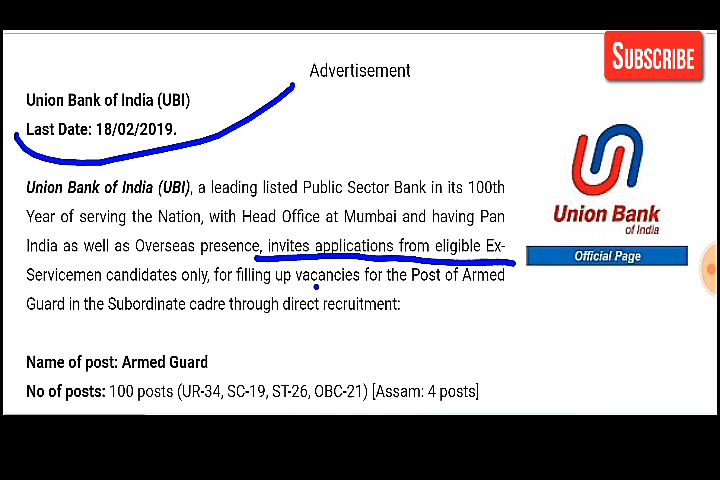 SUBSCRIBE
Advertisement
Union Bank of India (UBI)
Last Date: 18/02/2019.
Union Bank of India (UBI), a leading listed Public Sector Bank in its 100th
Year of serving the Nation, with Head Office at Mumbai and having Pan
India as well as Overseas presence, invites applications from eligible Ex-
Servicemen candidates only, for filling up vacancies for the Post of Armed
Guard in the Subordinate cadre through direct recruitment:
Union Bank
of India
Official Page
Name of post: Armed Guard
No of posts: 100 posts (UR-34, SC-19, ST-26, OBC-21) [Assam: 4 posts]